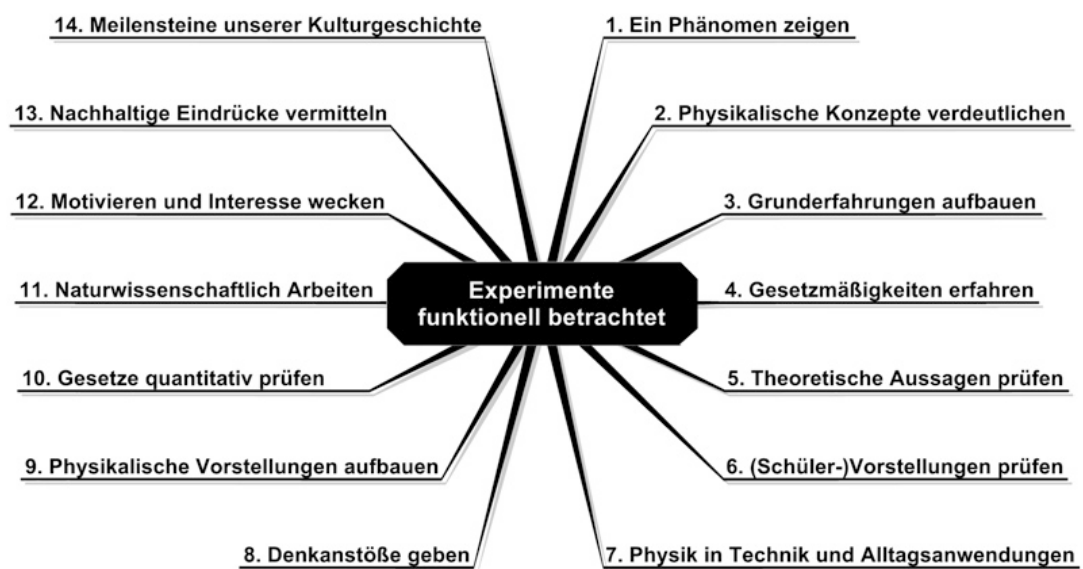 14. Meilensteine unserer Kulturgeschichte
1. Ein Phänomen zeigen
13. Nachhaltige Eindrücke vermitteln
2. Physikalische Konzepte verdeutlichen
12. Motivieren und Interesse wecken
3. Grunderfahrungen aufbauen
11. Naturwissenschaftlich Arbeiten
Experimente
funktionell betrachtet
4. Gesetzmäßigkeiten erfahren
10. Gesetze quantitativ prüfen
5. Theoretische Aussagen prüfen
9. Physikalische Vorstellungen aufbauen
6. (Schüler-)Vorstellungen prüfen
8. Denkanstöße geben
7. Physik in Technik und Alltagsanwendungen